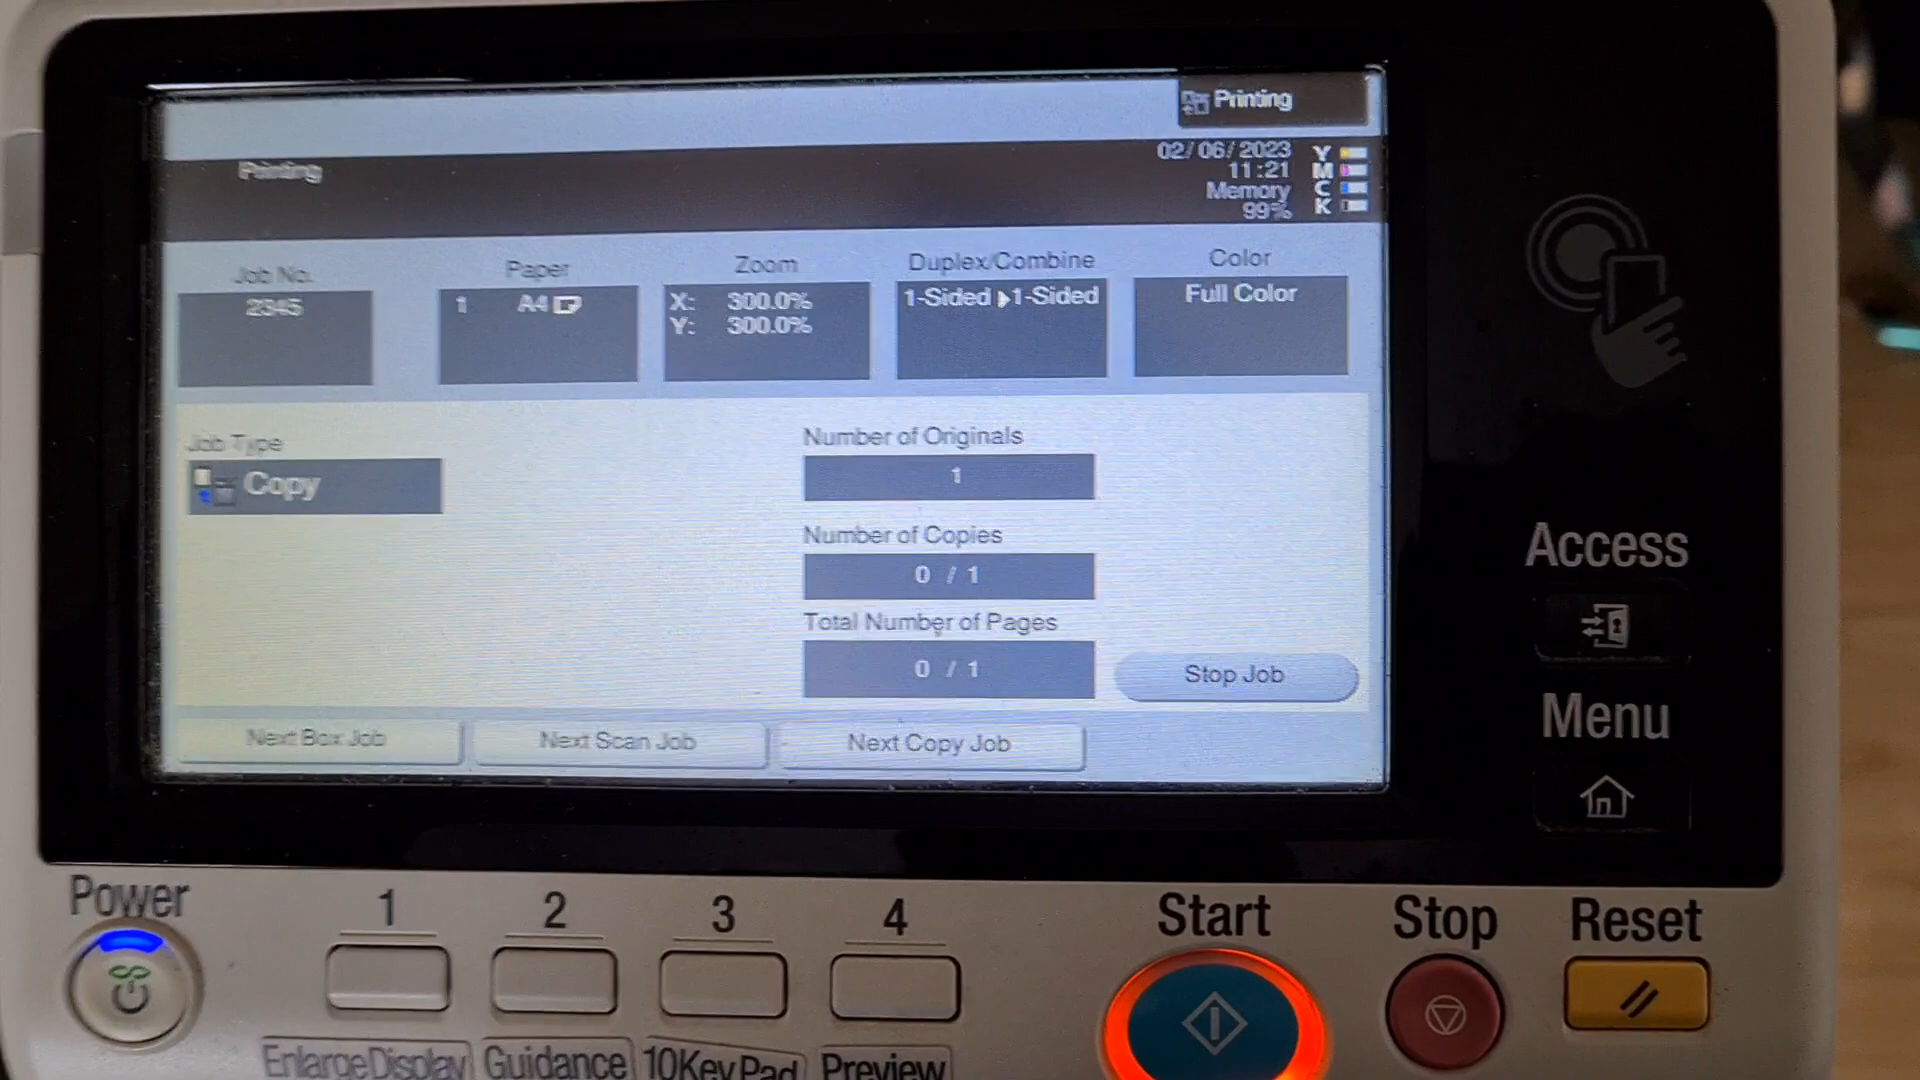 Printing
Printing
02/06/2023
11:21
Memory
99%
Y
M
C
K
Job No.
2345
Paper
1 A4
Zoom
X: 300.0%
Y: 300.0%
Duplex/Combine
1-Sided ▶1-Sided
Color
Full Color
Job Type
Copy
Number of Originals
1
Number of Copies
0 / 1
Total Number of Pages
0 / 1
Stop Job
Next Box Job
Next Scan Job
Next Copy Job
Access
Menu
Power
1
2
3
4
Start
Stop
Reset
Enlarge Display
Guidance
10 Key Pad
Preview